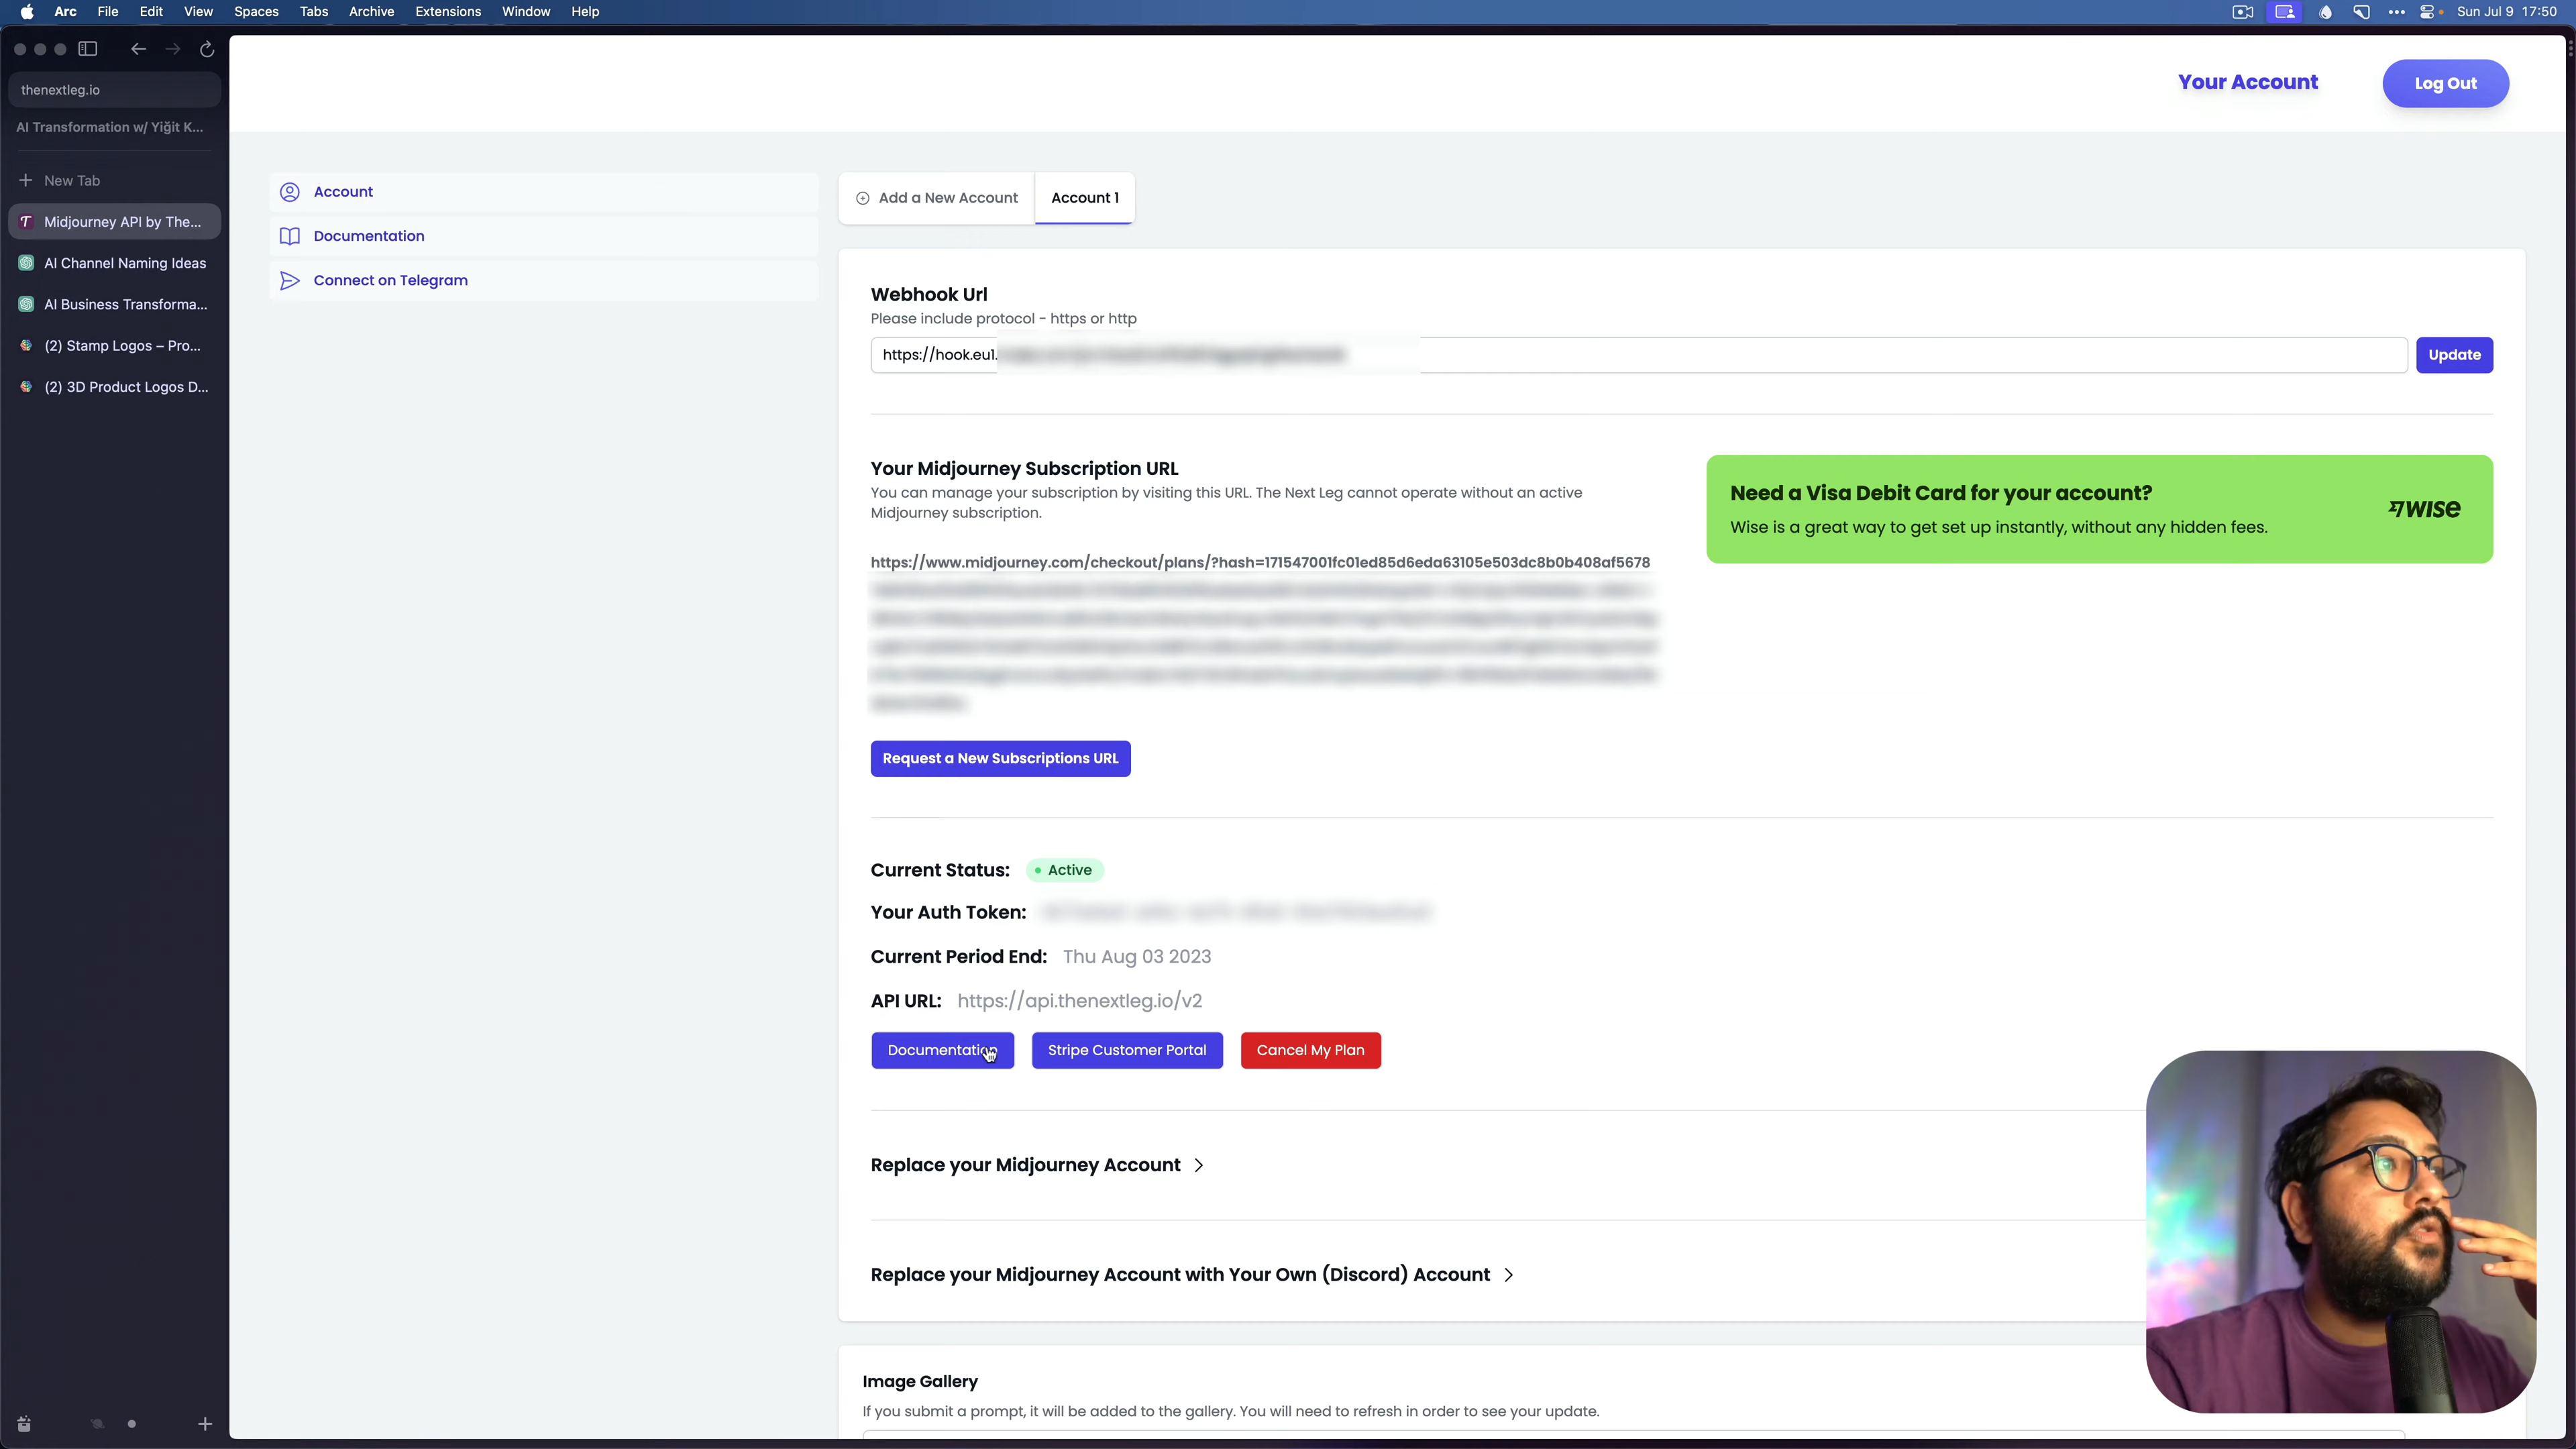 Arc File Edit View Spaces Tabs Archive Extensions Window Help
Sun Jul 9 17:50
thenextleg.io
AI Transformation w/ Yiğit K...
New Tab
Midjourney API by The...
AI Channel Naming Ideas
AI Business Transforma...
(2) Stamp Logos – Pro...
(2) 3D Product Logos D...
Your Account
Log Out
Account
Documentation
Connect on Telegram
Add a New Account
Account 1
Webhook Url
Please include protocol - https or http
https://hook.eu1.
Update
Your Midjourney Subscription URL
You can manage your subscription by visiting this URL. The Next Leg cannot operate without an active
Midjourney subscription.
https://www.midjourney.com/checkout/plans/?hash=171547001fc01ed85d6eda63105e503dc8b0b408af5678
Need a Visa Debit Card for your account?
Wise is a great way to get set up instantly, without any hidden fees.
WISE
Request a New Subscriptions URL
Current Status: Active
Your Auth Token:
Current Period End: Thu Aug 03 2023
API URL: https://api.thenextleg.io/v2
Documentation
Stripe Customer Portal
Cancel My Plan
Replace your Midjourney Account
Replace your Midjourney Account with Your Own (Discord) Account
Image Gallery
If you submit a prompt, it will be added to the gallery. You will need to refresh in order to see your update.